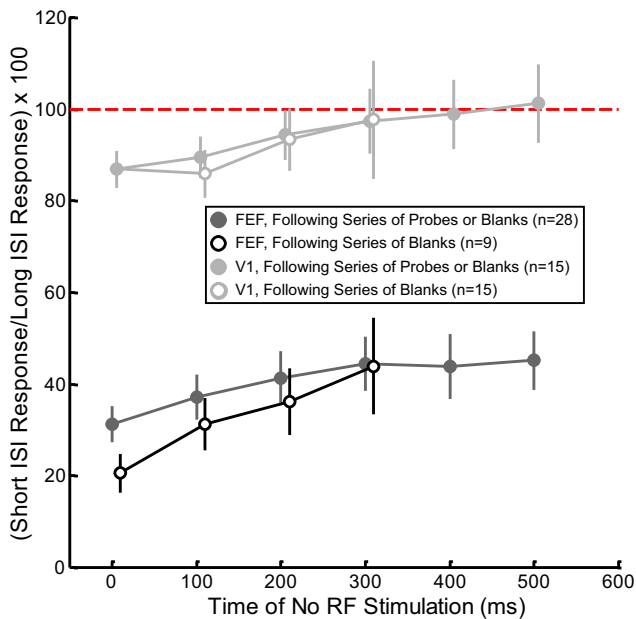 120
100
80
60
40
20
0
(Short ISI Response/Long ISI Response) x 100
FEF, Following Series of Probes or Blanks (n=28)
FEF, Following Series of Blanks (n=9)
V1, Following Series of Probes or Blanks (n=15)
V1, Following Series of Blanks (n=15)
0 100 200 300 400 500 600
Time of No RF Stimulation (ms)